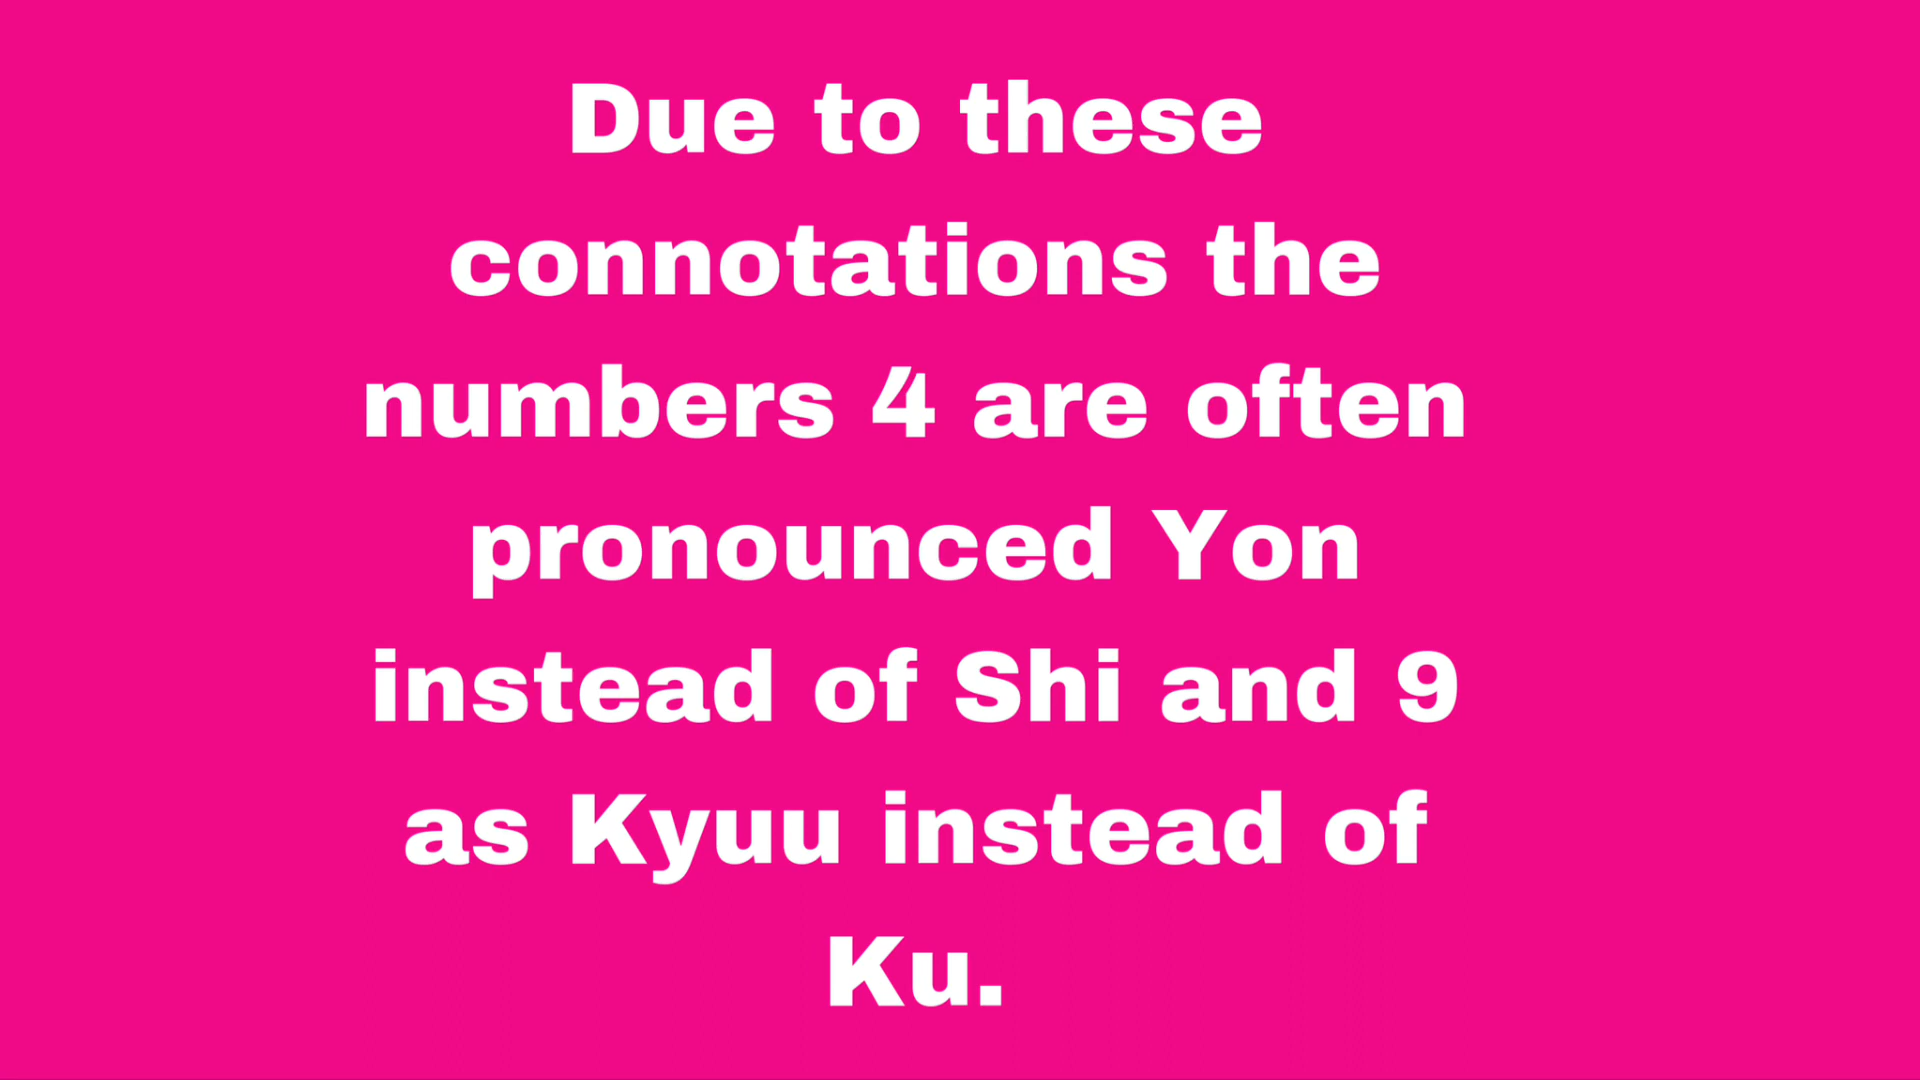 Due to these
connotations the
numbers 4 are often
pronounced Yon
instead of Shi and 9
as Kyuu instead of
Ku.